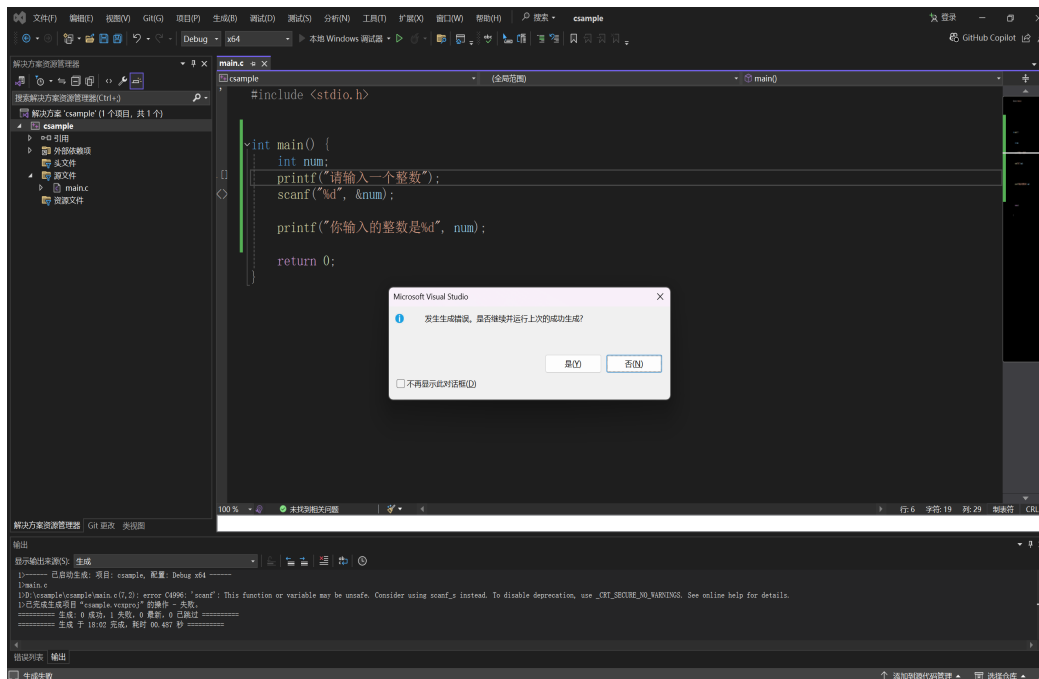 文件(F) 编辑(E) 视图(V) Git(G) 项目(P) 生成(B) 调试(D) 测试(S) 分析(N) 工具(T) 扩展(X) 窗口(W) 帮助(H) 搜索 csample 登录
Debug x64 本地 Windows 调试器 GitHub Copilot
解决方案资源管理器
搜索解决方案资源管理器(Ctrl+;)
解决方案 'csample' (1 个项目，共 1 个)
csample
引用
外部依赖项
头文件
源文件
main.c
资源文件
解决方案资源管理器 Git 更改 类视图
main.c
csample (全局范围) main()
#include <stdio.h>
int main() {
int num;
printf("请输入一个整数");
scanf("%d", &num);
printf("你输入的整数是%d", num);
return 0;
}
Microsoft Visual Studio
发生生成错误。是否继续并运行上次的成功生成?
是(Y) 否(N)
不再显示此对话框(D)
100 % 未找到相关问题 行: 6 字符: 19 列: 29 制表符 CRL
输出
显示输出来源(S): 生成
1>------ 已启动生成: 项目: csample, 配置: Debug x64 ------
1>main.c
1>D:\csample\csample\main.c(7,2): error C4996: 'scanf': This function or variable may be unsafe. Consider using scanf_s instead. To disable deprecation, use _CRT_SECURE_NO_WARNINGS. See online help for details.
1>已完成生成项目“csample.vcxproj”的操作 - 失败。
========== 生成: 0 成功，1 失败，0 最新，0 已跳过 ==========
========== 生成 于 18:02 完成，耗时 00.487 秒 ==========
错误列表 输出
生成失败 添加到源代码管理 选择仓库